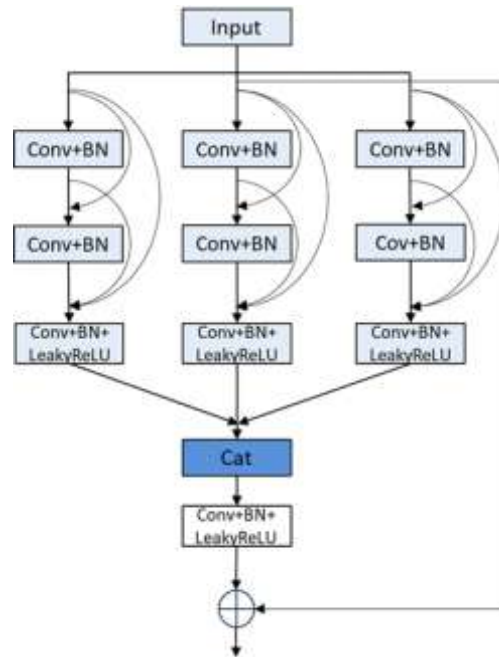 Input
Conv+BN
Conv+BN
Conv+BN
Conv+BN
Conv+BN
Cov+BN
Conv+BN+
LeakyReLU
Conv+BN+
LeakyReLU
Conv+BN+
LeakyReLU
Cat
Conv+BN+
LeakyReLU